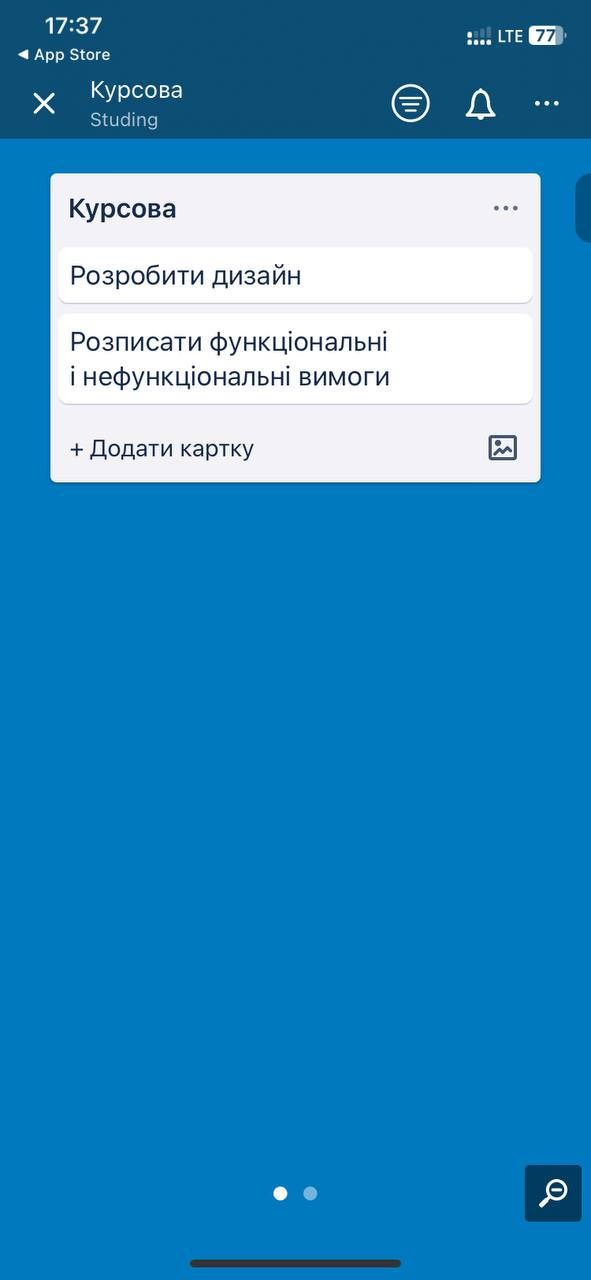 17:37
LTE 77
◀ App Store
Курсова
Studing
Курсова
Розробити дизайн
Розписати функціональні
і нефункціональні вимоги
+ Додати картку